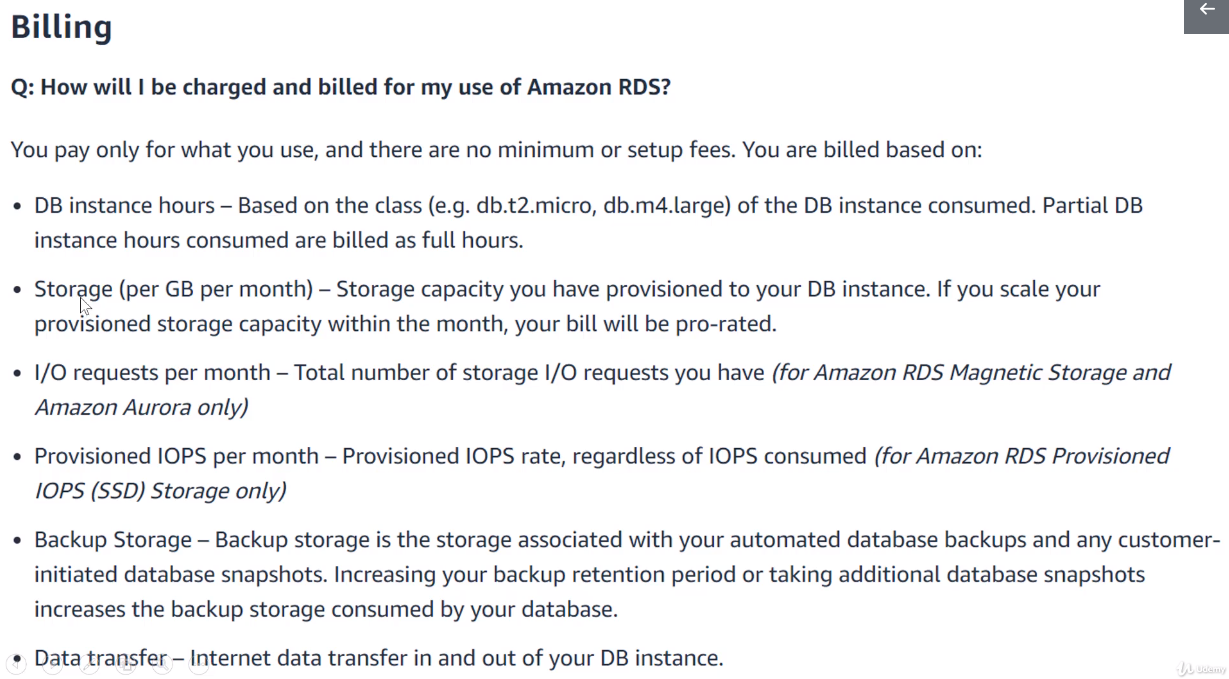 Billing
Q: How will I be charged and billed for my use of Amazon RDS?
You pay only for what you use, and there are no minimum or setup fees. You are billed based on:
• DB instance hours – Based on the class (e.g. db.t2.micro, db.m4.large) of the DB instance consumed. Partial DB
instance hours consumed are billed as full hours.
• Storage (per GB per month) – Storage capacity you have provisioned to your DB instance. If you scale your
provisioned storage capacity within the month, your bill will be pro-rated.
• I/O requests per month – Total number of storage I/O requests you have (for Amazon RDS Magnetic Storage and
Amazon Aurora only)
• Provisioned IOPS per month – Provisioned IOPS rate, regardless of IOPS consumed (for Amazon RDS Provisioned
IOPS (SSD) Storage only)
• Backup Storage – Backup storage is the storage associated with your automated database backups and any customer-
initiated database snapshots. Increasing your backup retention period or taking additional database snapshots
increases the backup storage consumed by your database.
• Data transfer – Internet data transfer in and out of your DB instance.
Udemy